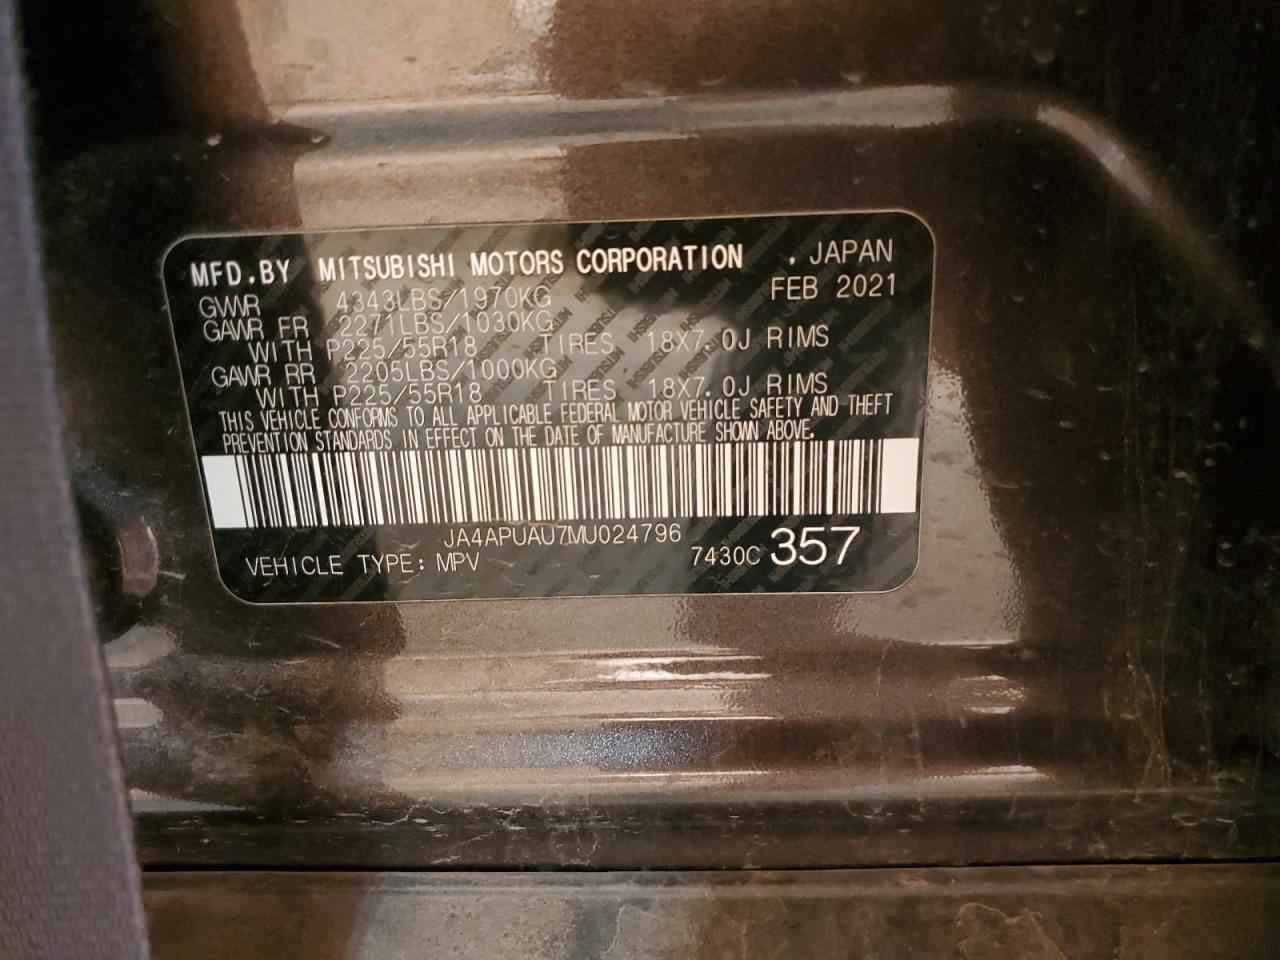 MFD.BY MITSUBISHI MOTORS CORPORATION , JAPAN
GVWR 4343LBS/1970KG FEB 2021
GAWR FR 2271LBS/1030KG
WITH P225/55R18 TIRES 18X7.0J RIMS
GAWR RR 2205LBS/1000KG
WITH P225/55R18 TIRES 18X7.0J RIMS
THIS VEHICLE CONFORMS TO ALL APPLICABLE FEDERAL MOTOR VEHICLE SAFETY AND THEFT
PREVENTION STANDARDS IN EFFECT ON THE DATE OF MANUFACTURE SHOWN ABOVE.
JA4APUAU7MU024796
VEHICLE TYPE: MPV 7430C 357